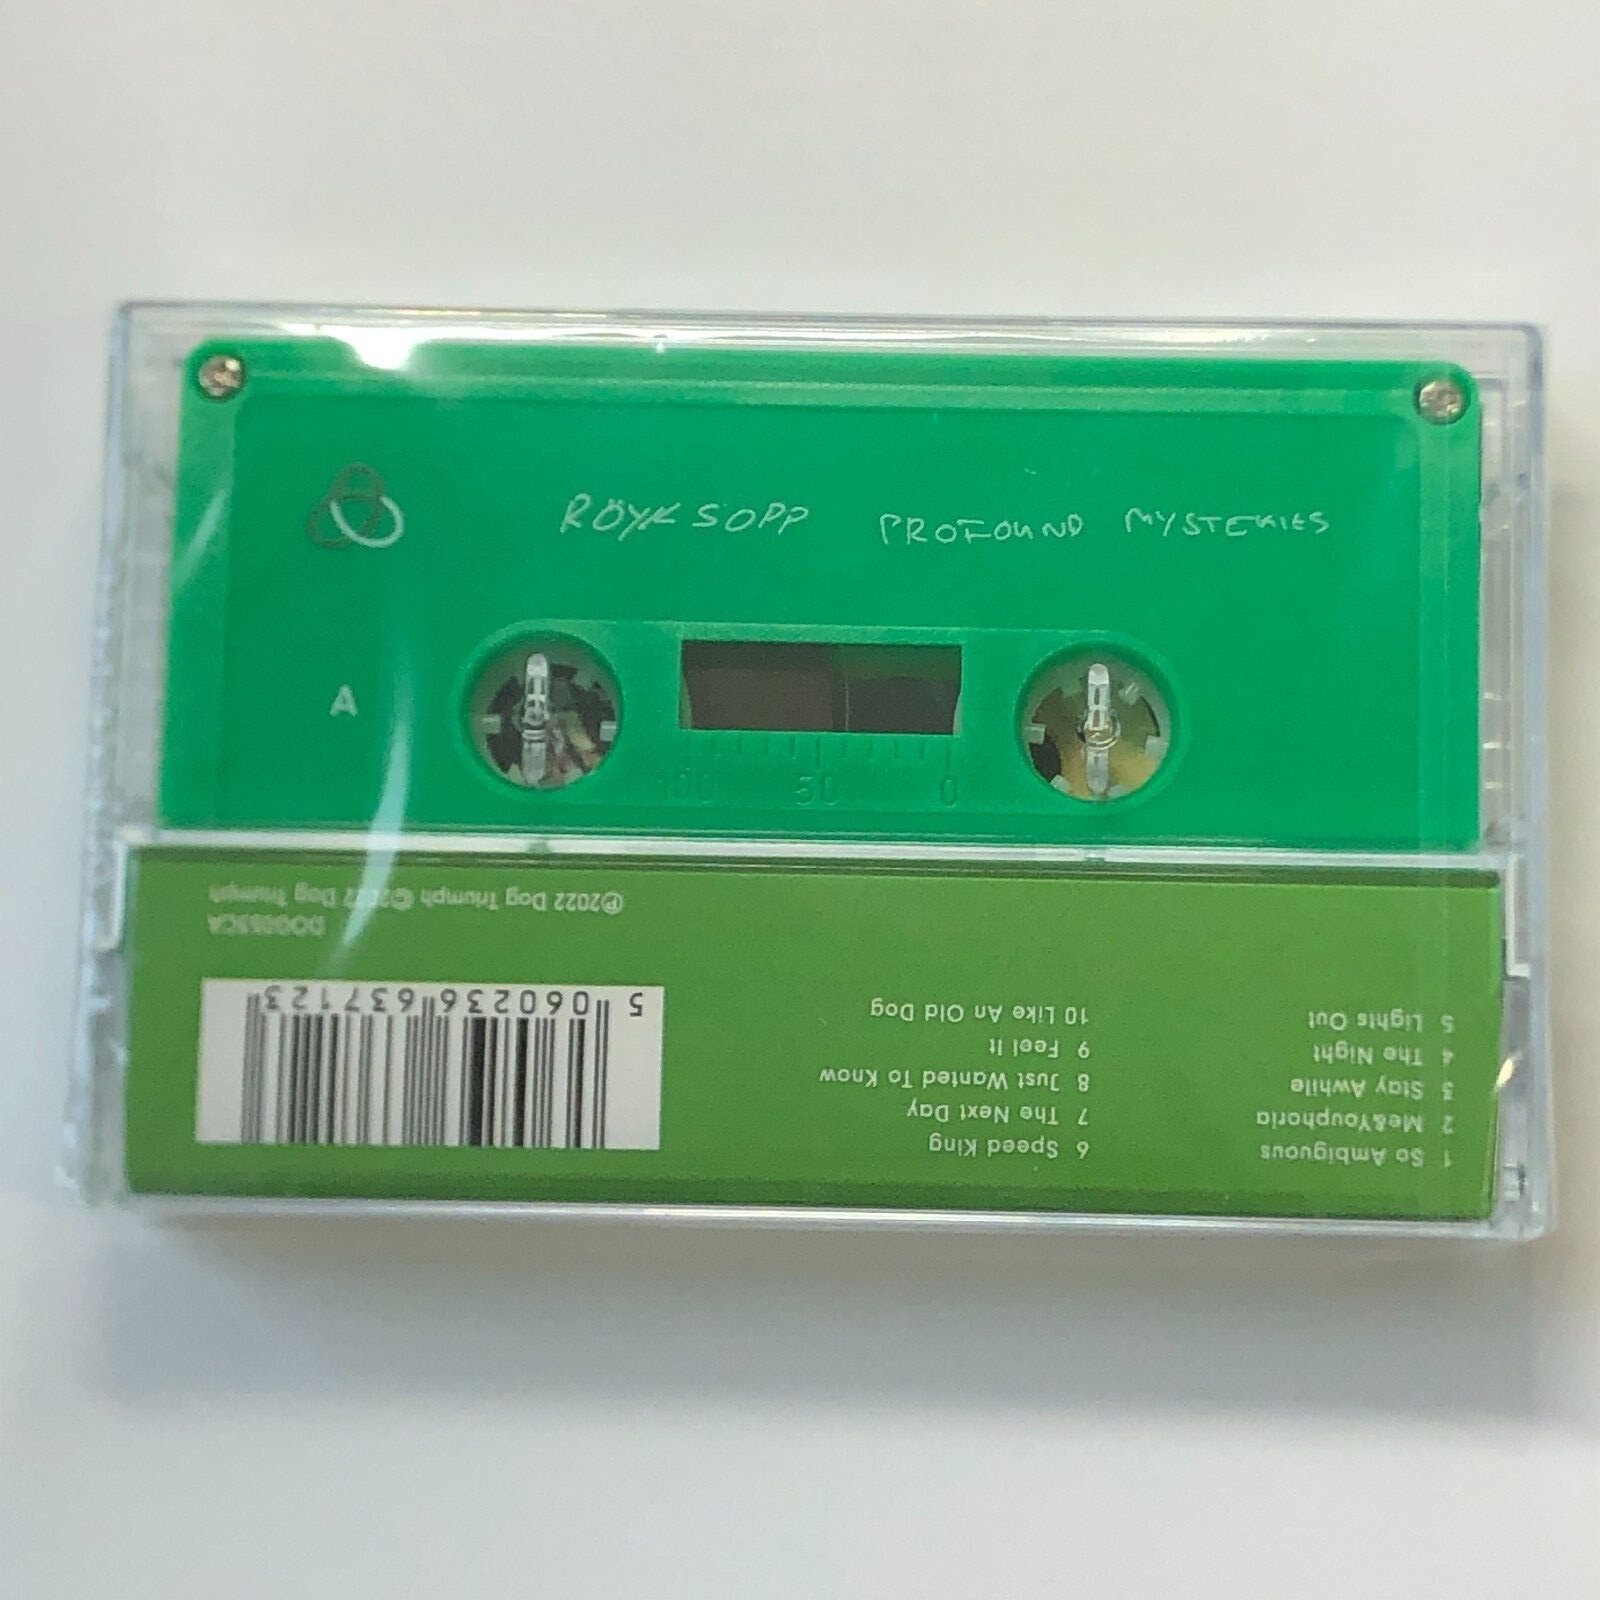 RÖYKSOPP PROFOUND MYSTERIES
A
100 50 0
1 So Ambiguous
2 Me&Youphoria
3 Stay Awhile
4 The Night
5 Lights Out
6 Speed King
7 The Next Day
8 Just Wanted To Know
9 Feel It
10 Like An Old Dog
5 060236 637123
℗2022 Dog Triumph ©2022 Dog Triumph